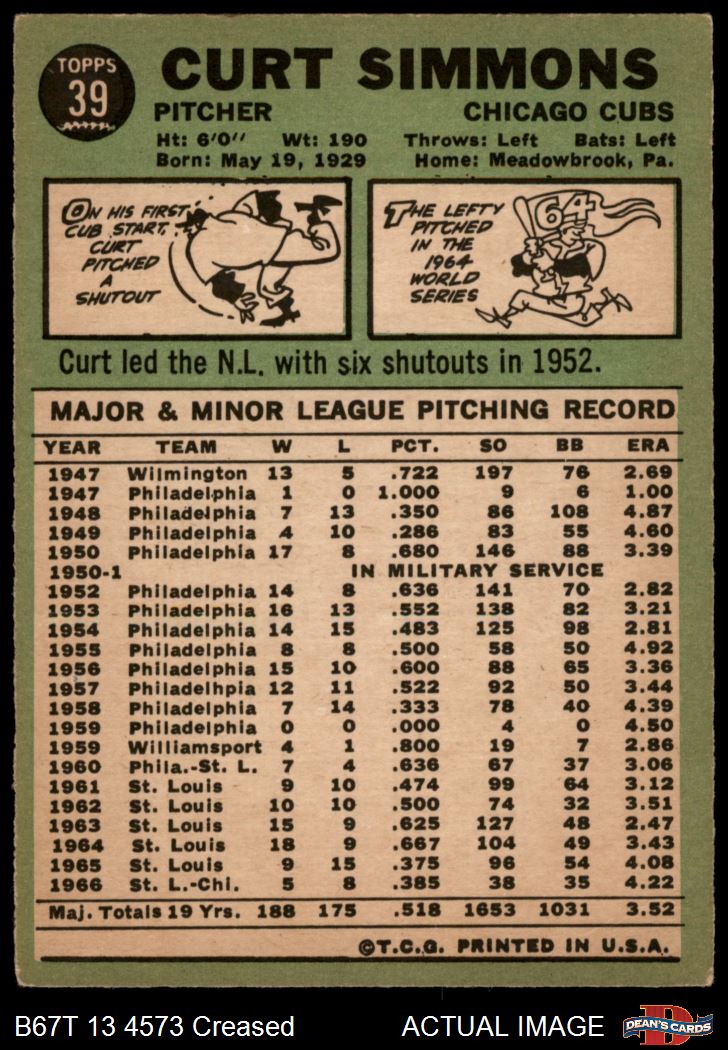 TOPPS
39
CURT SIMMONS
PITCHER CHICAGO CUBS
Ht: 6'0'' Wt: 190 Throws: Left Bats: Left
Born: May 19, 1929 Home: Meadowbrook, Pa.
ON HIS FIRST
CUB START,
CURT
PITCHED
A
SHUTOUT
THE LEFTY
PITCHED
IN THE
1964
WORLD
SERIES
64
Curt led the N.L. with six shutouts in 1952.
MAJOR & MINOR LEAGUE PITCHING RECORD
YEAR TEAM W L PCT. SO BB ERA
1947 Wilmington 13 5 .722 197 76 2.69
1947 Philadelphia 1 0 1.000 9 6 1.00
1948 Philadelphia 7 13 .350 86 108 4.87
1949 Philadelphia 4 10 .286 83 55 4.60
1950 Philadelphia 17 8 .680 146 88 3.39
1950-1 IN MILITARY SERVICE
1952 Philadelphia 14 8 .636 141 70 2.82
1953 Philadelphia 16 13 .552 138 82 3.21
1954 Philadelphia 14 15 .483 125 98 2.81
1955 Philadelphia 8 8 .500 58 50 4.92
1956 Philadelphia 15 10 .600 88 65 3.36
1957 Philadelhpia 12 11 .522 92 50 3.44
1958 Philadelphia 7 14 .333 78 40 4.39
1959 Philadelphia 0 0 .000 4 0 4.50
1959 Williamsport 4 1 .800 19 7 2.86
1960 Phila.-St. L. 7 4 .636 67 37 3.06
1961 St. Louis 9 10 .474 99 64 3.12
1962 St. Louis 10 10 .500 74 32 3.51
1963 St. Louis 15 9 .625 127 48 2.47
1964 St. Louis 18 9 .667 104 49 3.43
1965 St. Louis 9 15 .375 96 54 4.08
1966 St. L.-Chi. 5 8 .385 38 35 4.22
Maj. Totals 19 Yrs. 188 175 .518 1653 1031 3.52
©T.C.G. PRINTED IN U.S.A.
B67T 13 4573 Creased ACTUAL IMAGE
DEAN'S CARDS